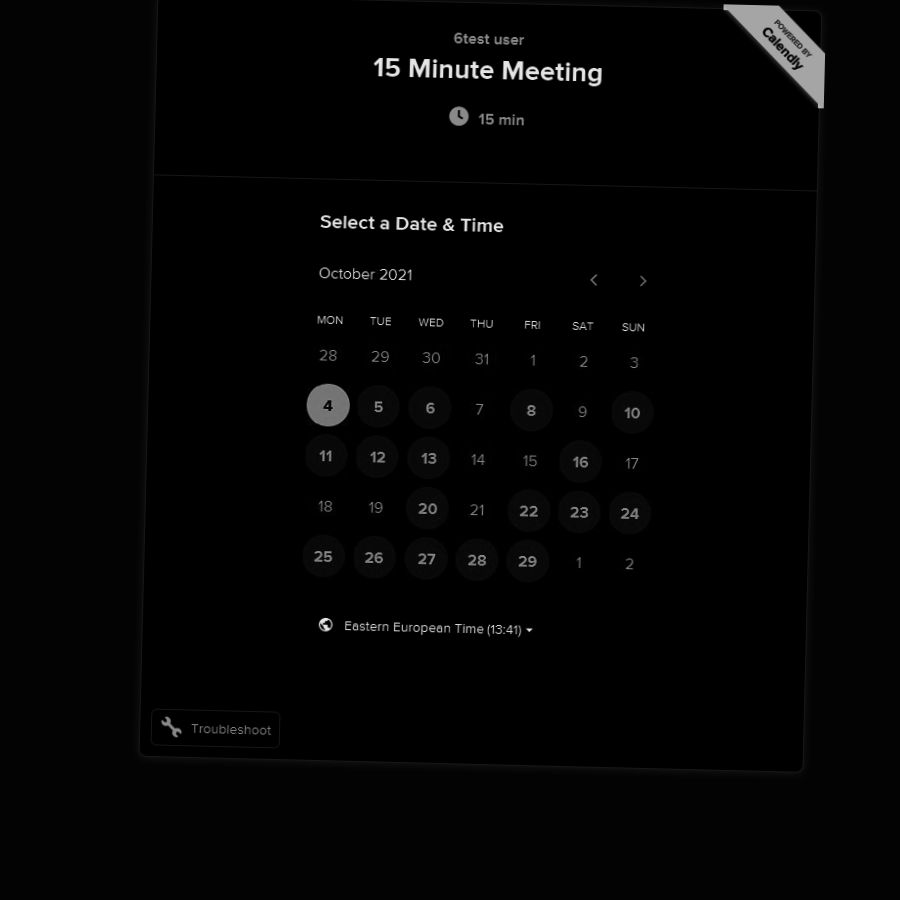 POWERED BY
Calendly
6test user
15 Minute Meeting
15 min
Select a Date & Time
October 2021
MON TUE WED THU FRI SAT SUN
28 29 30 31 1 2 3
4 5 6 7 8 9 10
11 12 13 14 15 16 17
18 19 20 21 22 23 24
25 26 27 28 29 1 2
Eastern European Time (13:41)
Troubleshoot